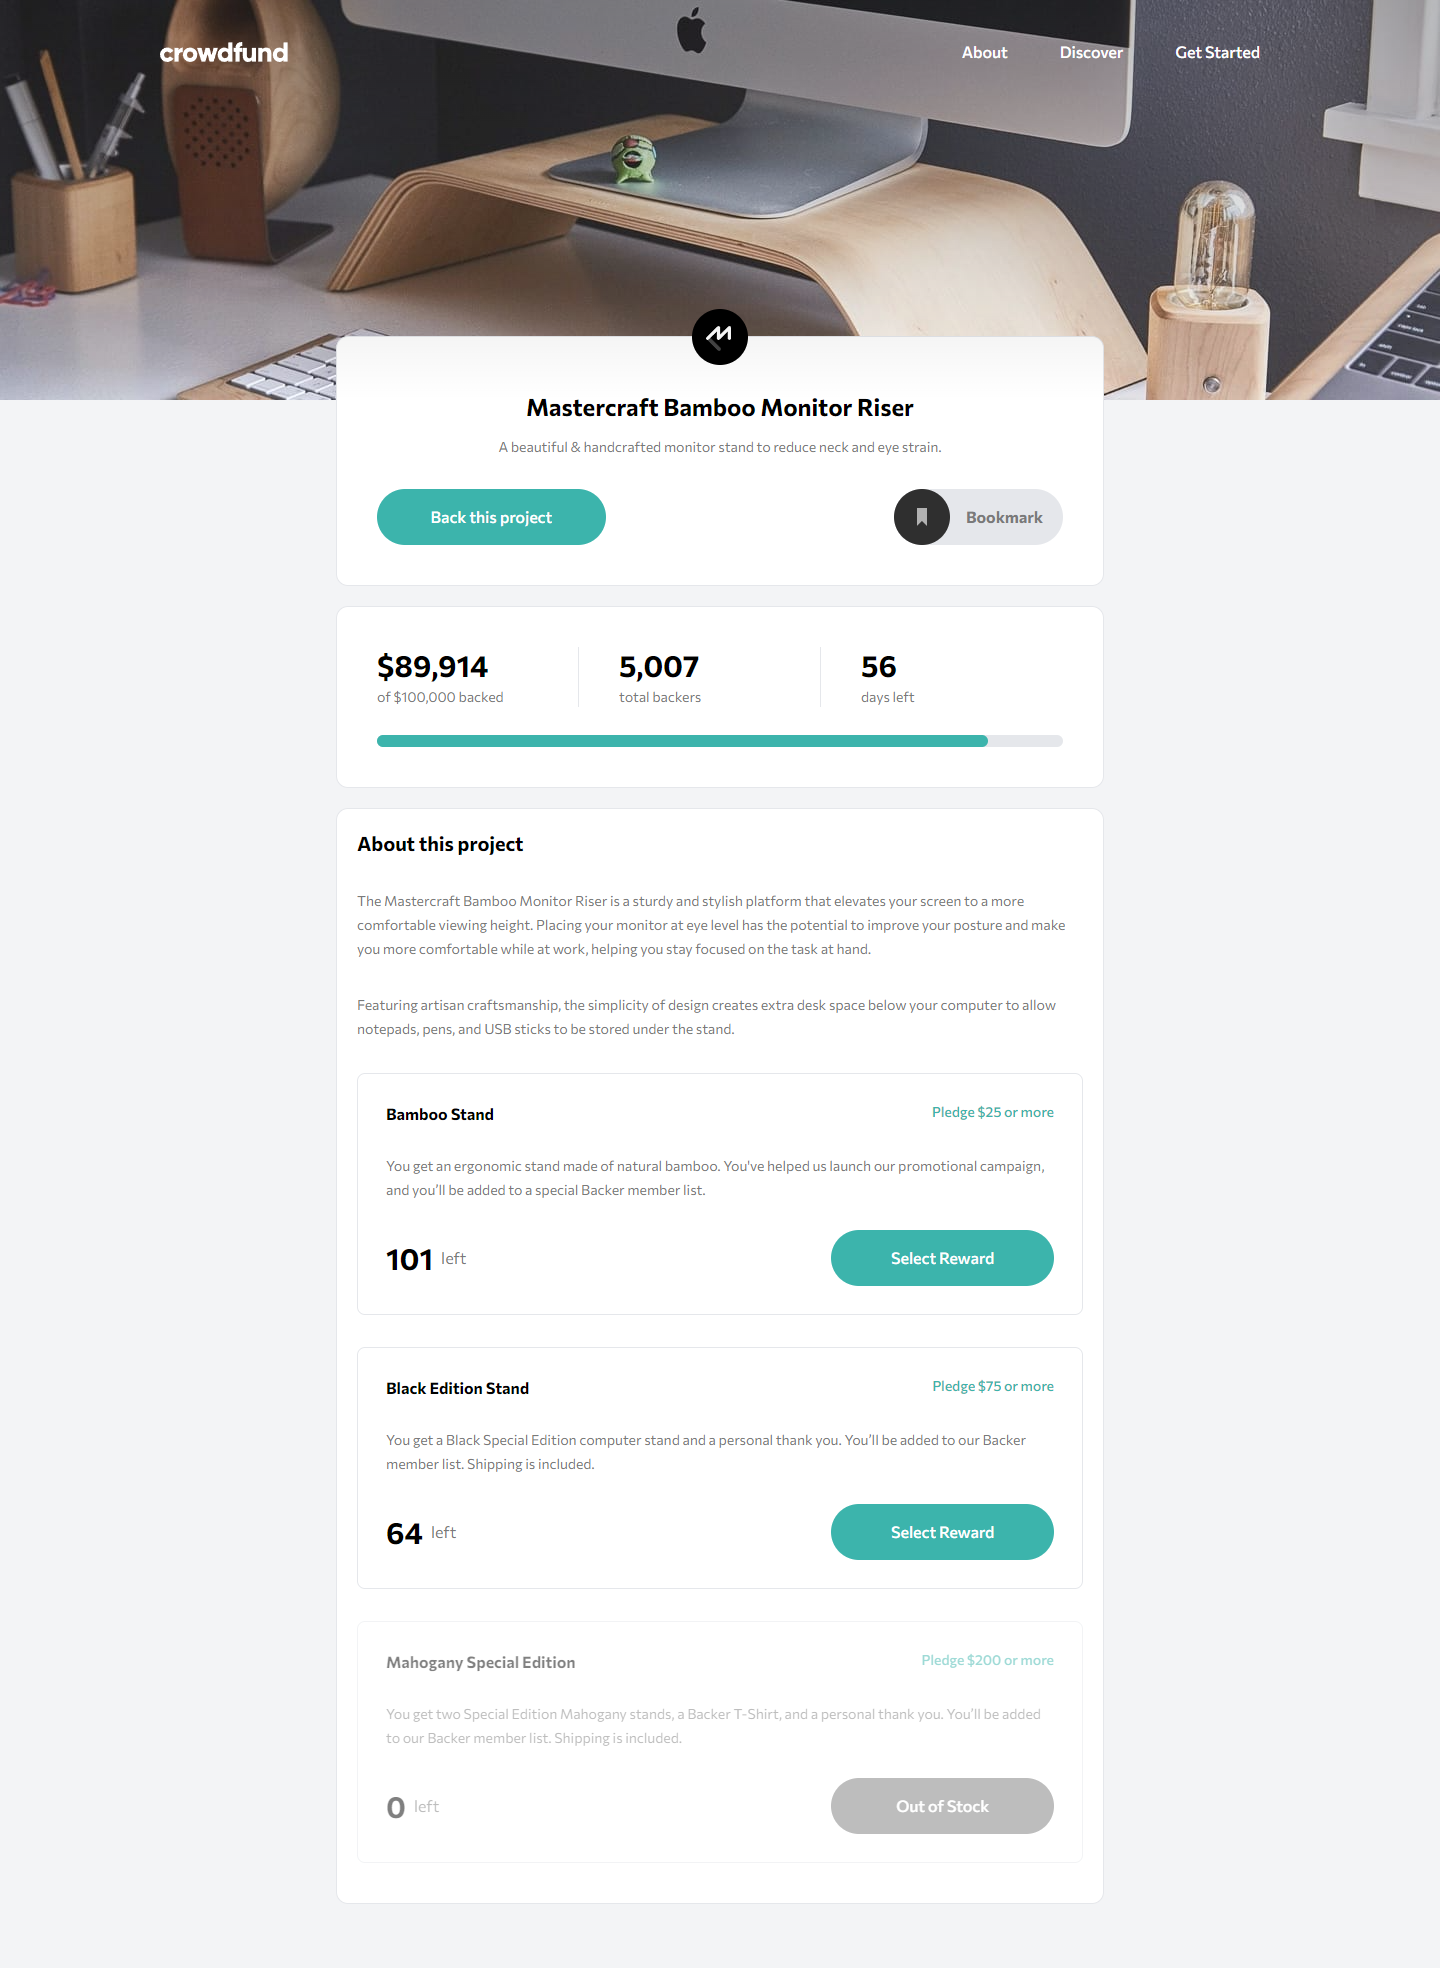 crowdfund
About
Discover
Get Started
Mastercraft Bamboo Monitor Riser
A beautiful & handcrafted monitor stand to reduce neck and eye strain.
Back this project
Bookmark
$89,914
of $100,000 backed
5,007
total backers
56
days left
About this project
The Mastercraft Bamboo Monitor Riser is a sturdy and stylish platform that elevates your screen to a more
comfortable viewing height. Placing your monitor at eye level has the potential to improve your posture and make
you more comfortable while at work, helping you stay focused on the task at hand.
Featuring artisan craftsmanship, the simplicity of design creates extra desk space below your computer to allow
notepads, pens, and USB sticks to be stored under the stand.
Bamboo Stand
Pledge $25 or more
You get an ergonomic stand made of natural bamboo. You've helped us launch our promotional campaign,
and you’ll be added to a special Backer member list.
101 left
Select Reward
Black Edition Stand
Pledge $75 or more
You get a Black Special Edition computer stand and a personal thank you. You’ll be added to our Backer
member list. Shipping is included.
64 left
Select Reward
Mahogany Special Edition
Pledge $200 or more
You get two Special Edition Mahogany stands, a Backer T-Shirt, and a personal thank you. You’ll be added
to our Backer member list. Shipping is included.
0 left
Out of Stock